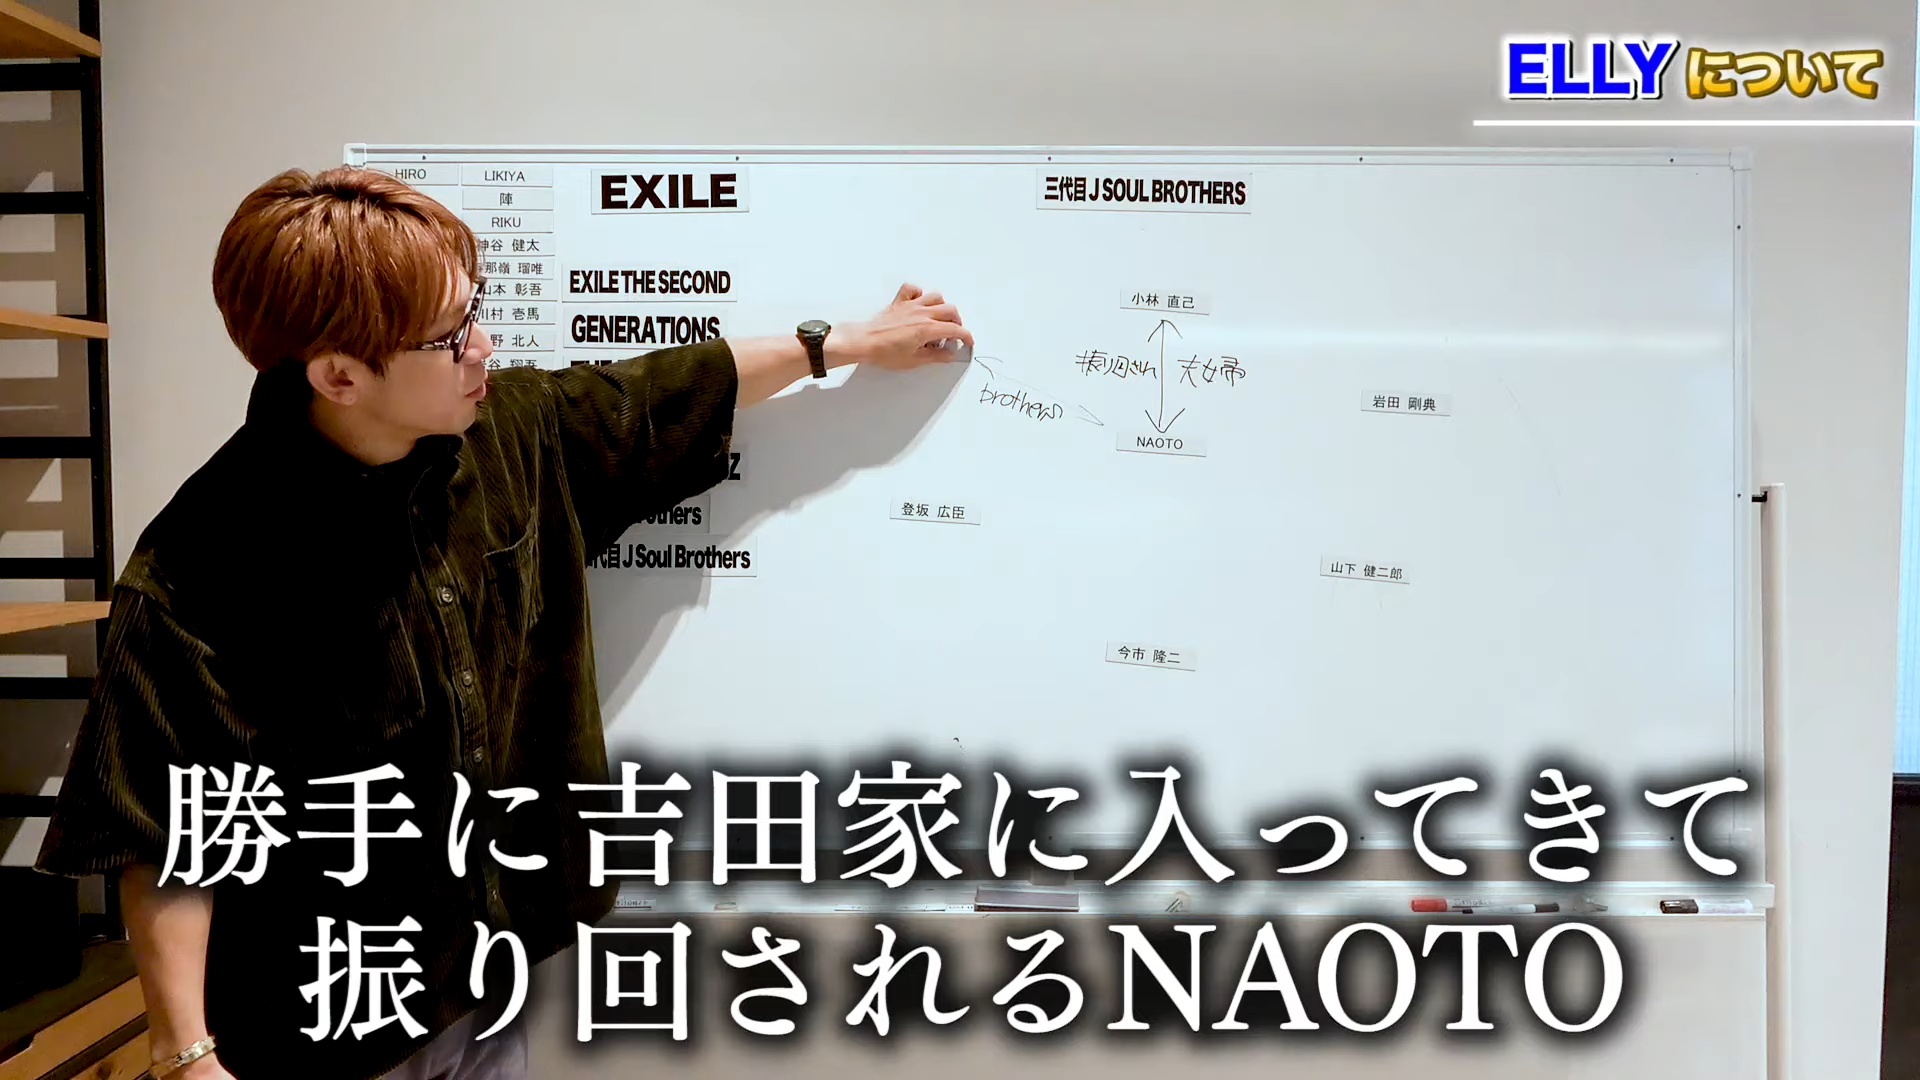 ELLYについて
HIRO
LIKIYA
陣
RIKU
神谷 健太
那嶺 瑠唯
山本 彰吾
川村 壱馬
野 北人
谷 翔吾
EXILE
EXILE THE SECOND
GENERATIONS
Brothers
代目 J Soul Brothers
三代目 J SOUL BROTHERS
小林 直己
振り回され
夫婦
brothers
NAOTO
岩田 剛典
登坂 広臣
山下 健二郎
今市 隆二
勝手に吉田家に入ってきて
振り回されるNAOTO